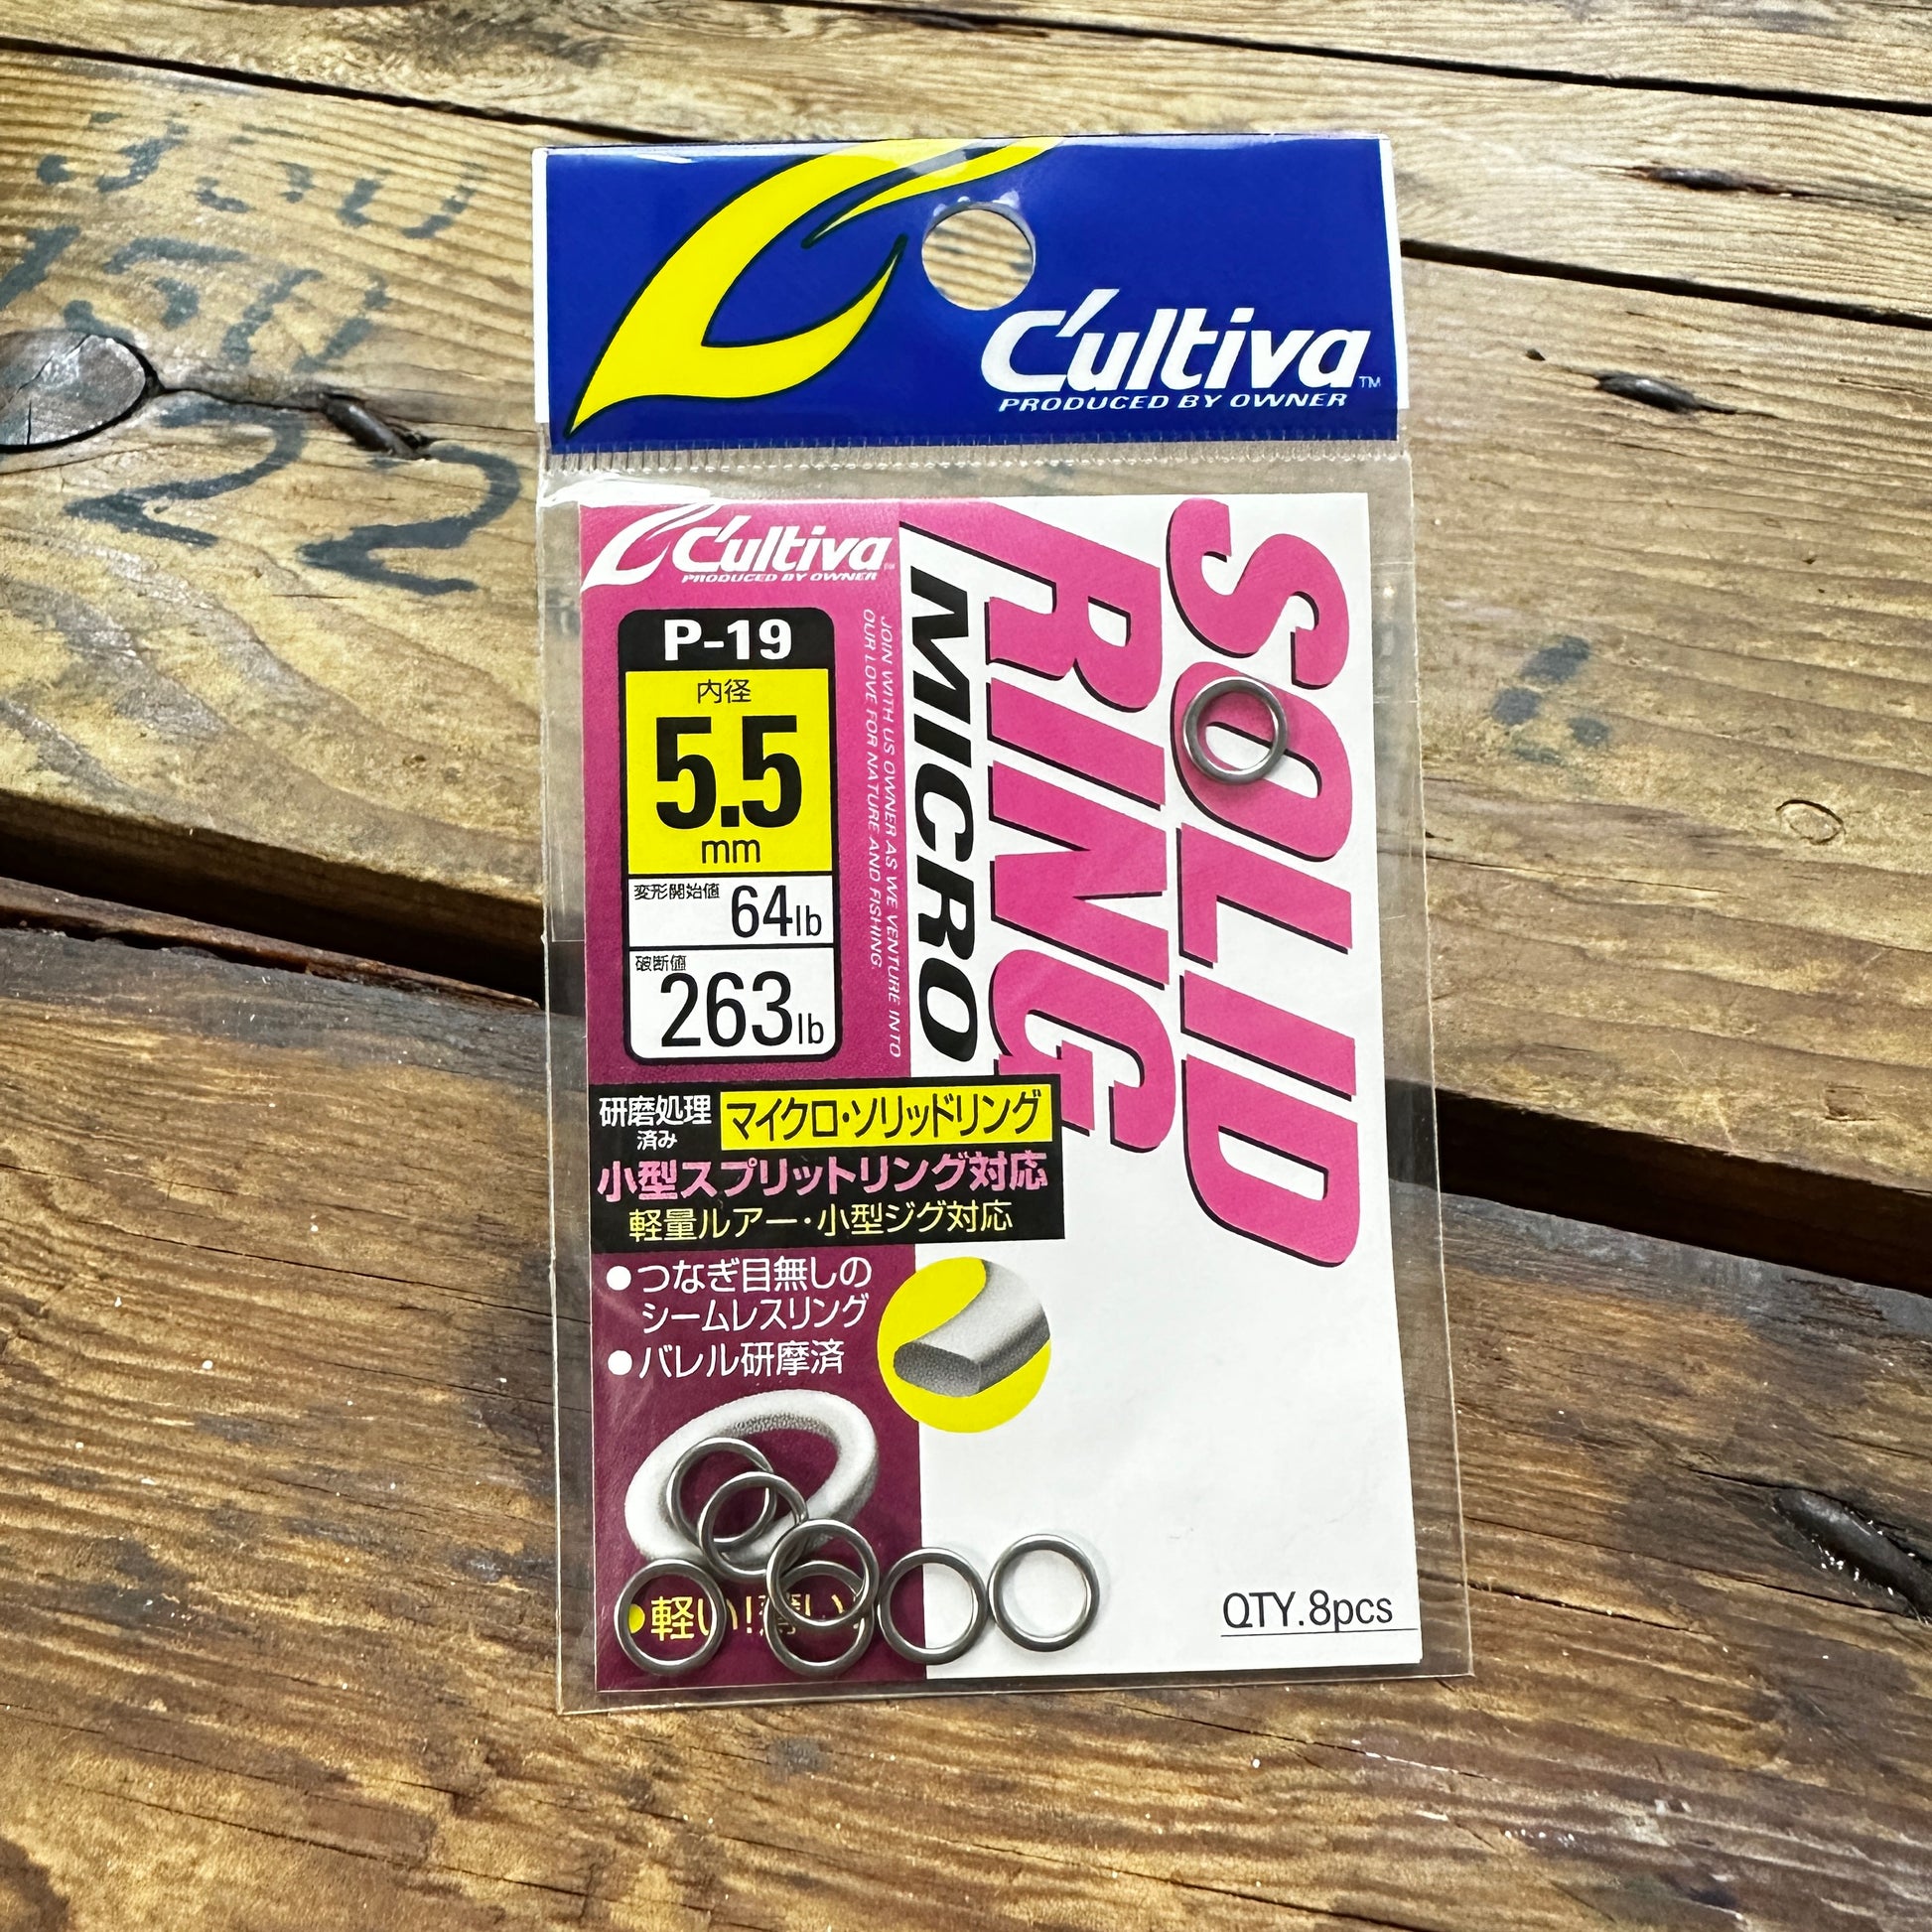 C'ultiva™
PRODUCED BY OWNER
C'ultiva
PRODUCED BY OWNER
SOLID
RING
MICRO
JOIN WITH US OWNER AS WE VENTURE INTO
OUR LOVE FOR NATURE AND FISHING
P-19
内径
5.5
mm
変形開始値 64lb
破断値
263lb
研磨処理
済み
マイクロ・ソリッドリング
小型スプリットリング対応
軽量ルアー・小型ジグ対応
●つなぎ目無しの
シームレスリング
●バレル研摩済
●軽い!
QTY.8pcs
350
22